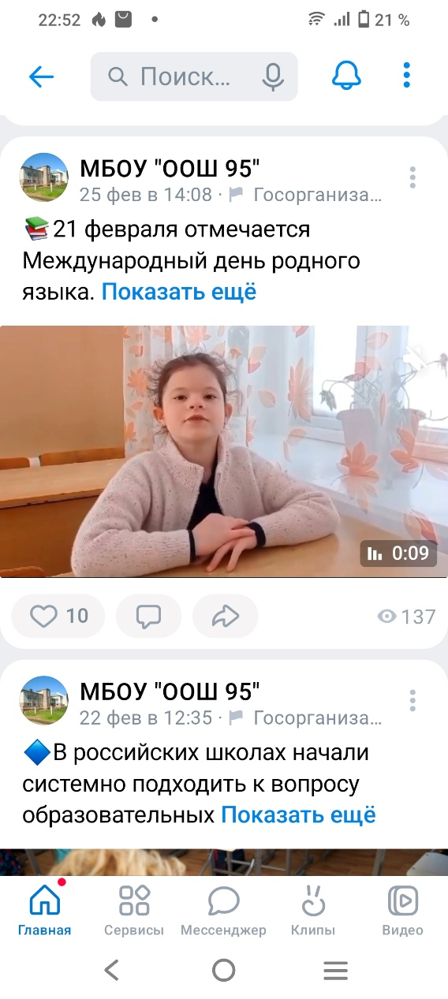 22:52
21 %
Поиск...
МБОУ "ООШ 95"
25 фев в 14:08 · Госорганиза...
21 февраля отмечается
Международный день родного
языка. Показать ещё
0:09
10
137
МБОУ "ООШ 95"
22 фев в 12:35 · Госорганиза...
В российских школах начали
системно подходить к вопросу
образовательных Показать ещё
Главная
Сервисы
Мессенджер
Клипы
Видео